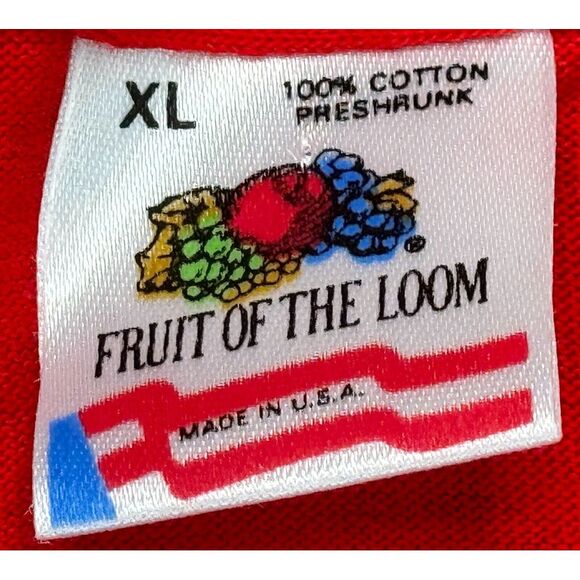 XL
100% COTTON
PRESHRUNK
®
FRUIT OF THE LOOM
MADE IN U.S.A.